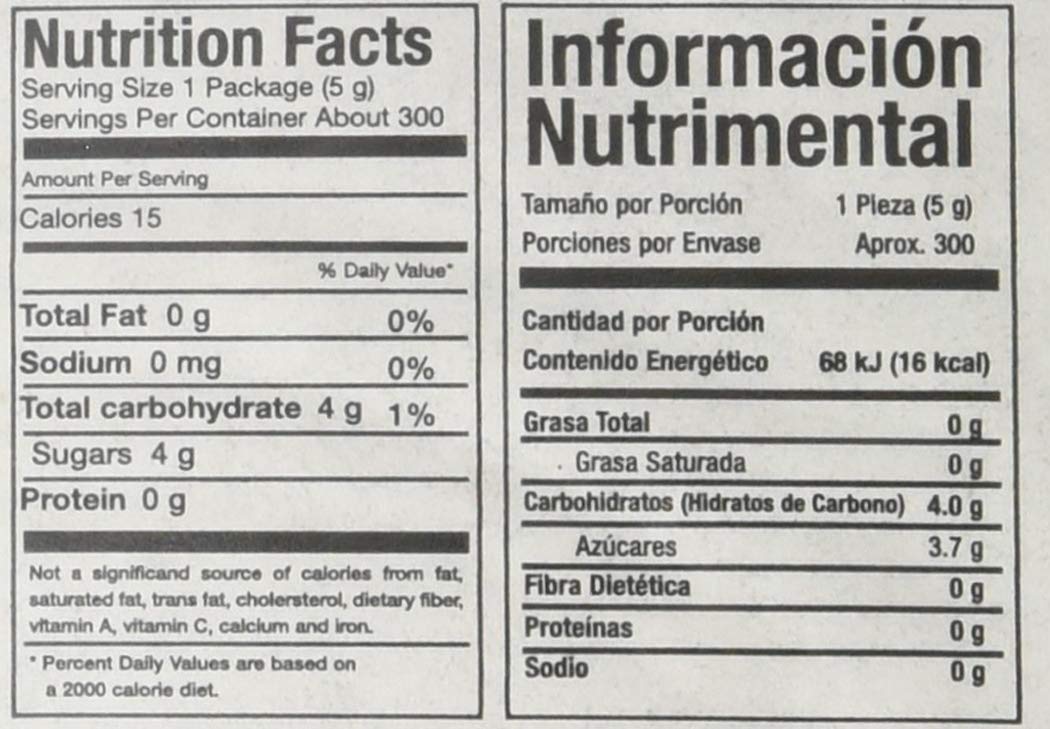 Nutrition Facts
Serving Size 1 Package (5 g)
Servings Per Container About 300
Amount Per Serving
Calories 15
% Daily Value*
Total Fat 0 g 0%
Sodium 0 mg 0%
Total carbohydrate 4 g 1%
Sugars 4 g
Protein 0 g
Not a significand source of calories from fat,
saturated fat, trans fat, cholersterol, dietary fiber,
vitamin A, vitamin C, calcium and iron.
* Percent Daily Values are based on
a 2000 calorie diet.
Información
Nutrimental
Tamaño por Porción 1 Pieza (5 g)
Porciones por Envase Aprox. 300
Cantidad por Porción
Contenido Energético 68 kJ (16 kcal)
Grasa Total 0 g
Grasa Saturada 0 g
Carbohidratos (Hidratos de Carbono) 4.0 g
Azúcares 3.7 g
Fibra Dietética 0 g
Proteínas 0 g
Sodio 0 g